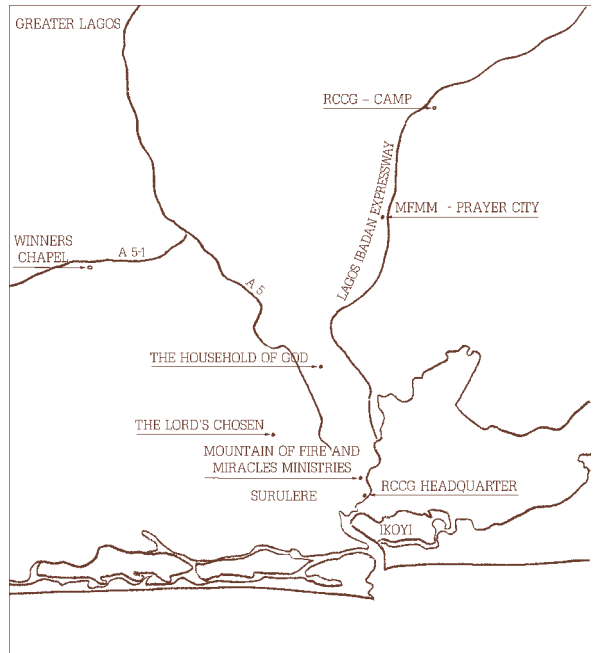 GREATER LAGOS
RCCG – CAMP
LAGOS IBADAN EXPRESSWAY
MFMM - PRAYER CITY
WINNERS
CHAPEL
A 5-1
A 5
THE HOUSEHOLD OF GOD
THE LORD'S CHOSEN
MOUNTAIN OF FIRE AND
MIRACLES MINISTRIES
SURULERE
RCCG HEADQUARTER
IKOYI